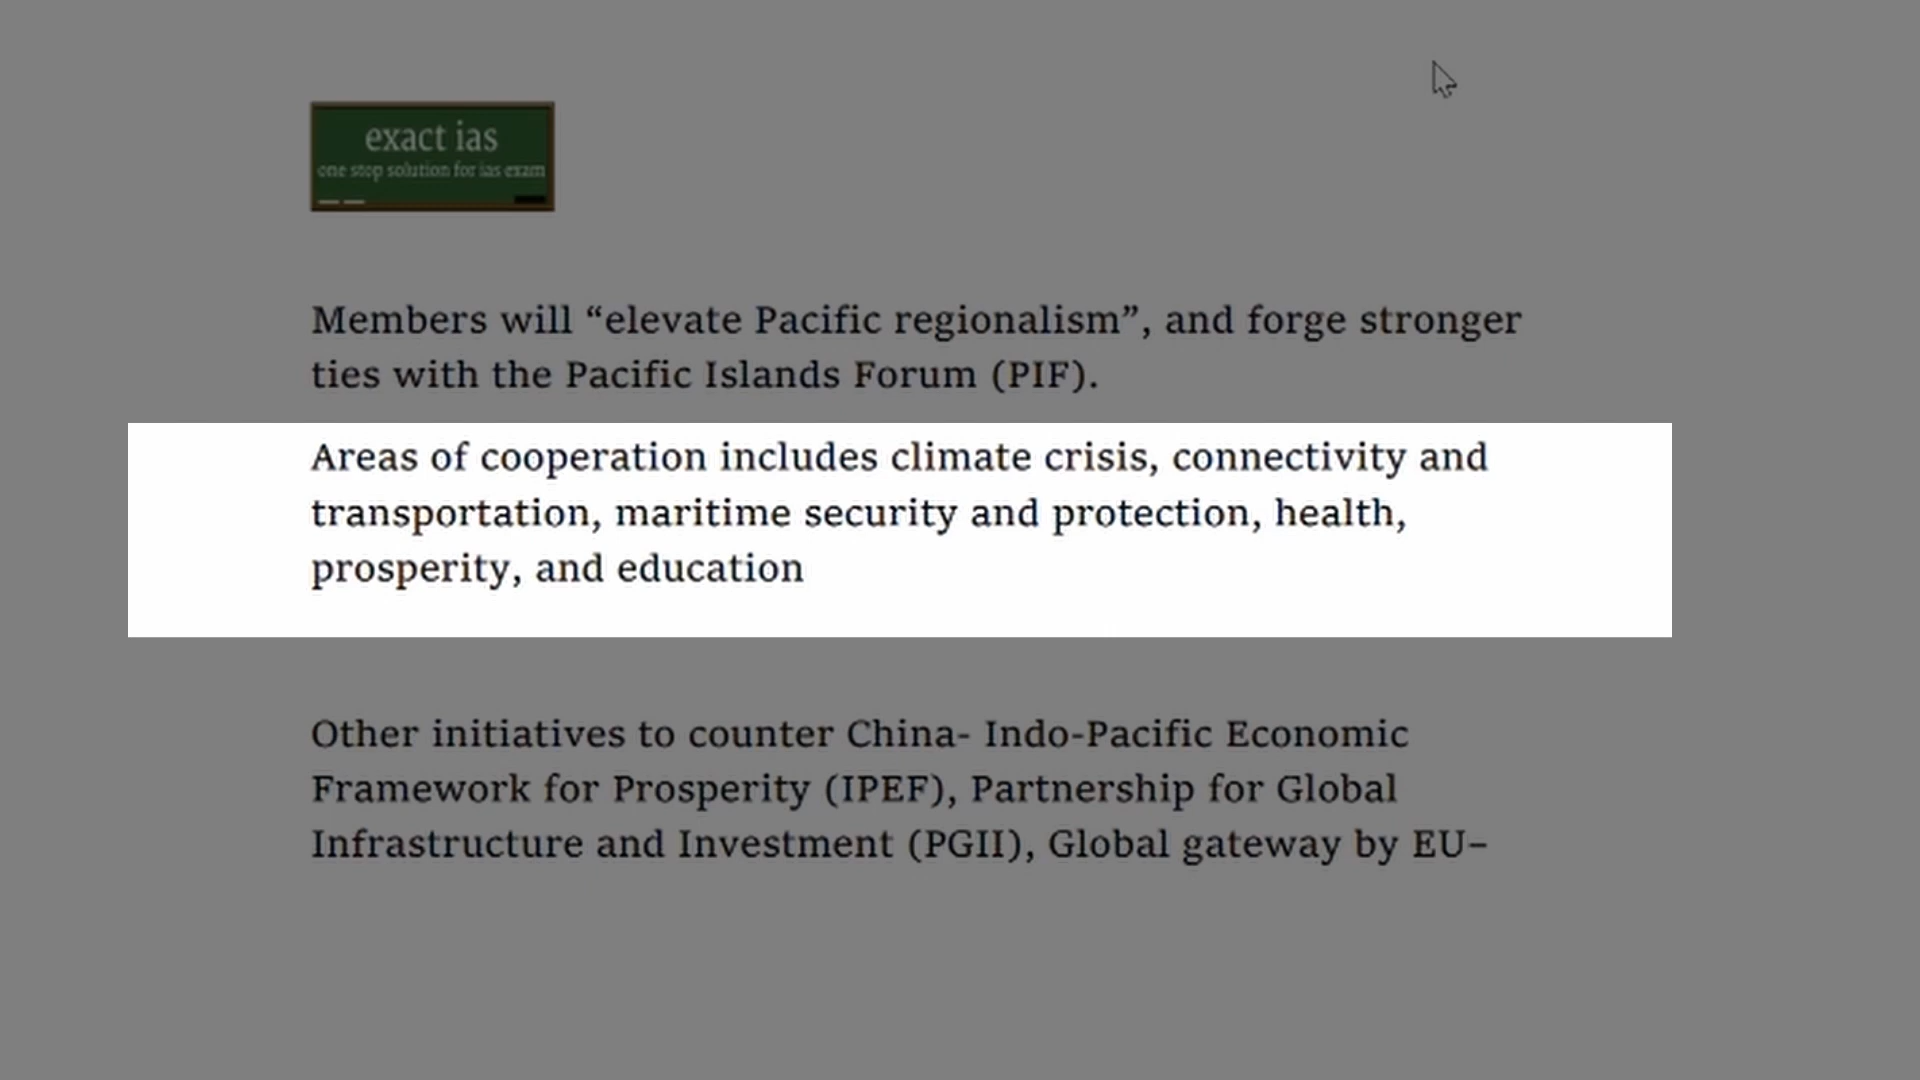 exact ias
one stop solution for ias exam
Members will “elevate Pacific regionalism”, and forge stronger
ties with the Pacific Islands Forum (PIF).
Areas of cooperation includes climate crisis, connectivity and
transportation, maritime security and protection, health,
prosperity, and education
Other initiatives to counter China- Indo-Pacific Economic
Framework for Prosperity (IPEF), Partnership for Global
Infrastructure and Investment (PGII), Global gateway by EU–